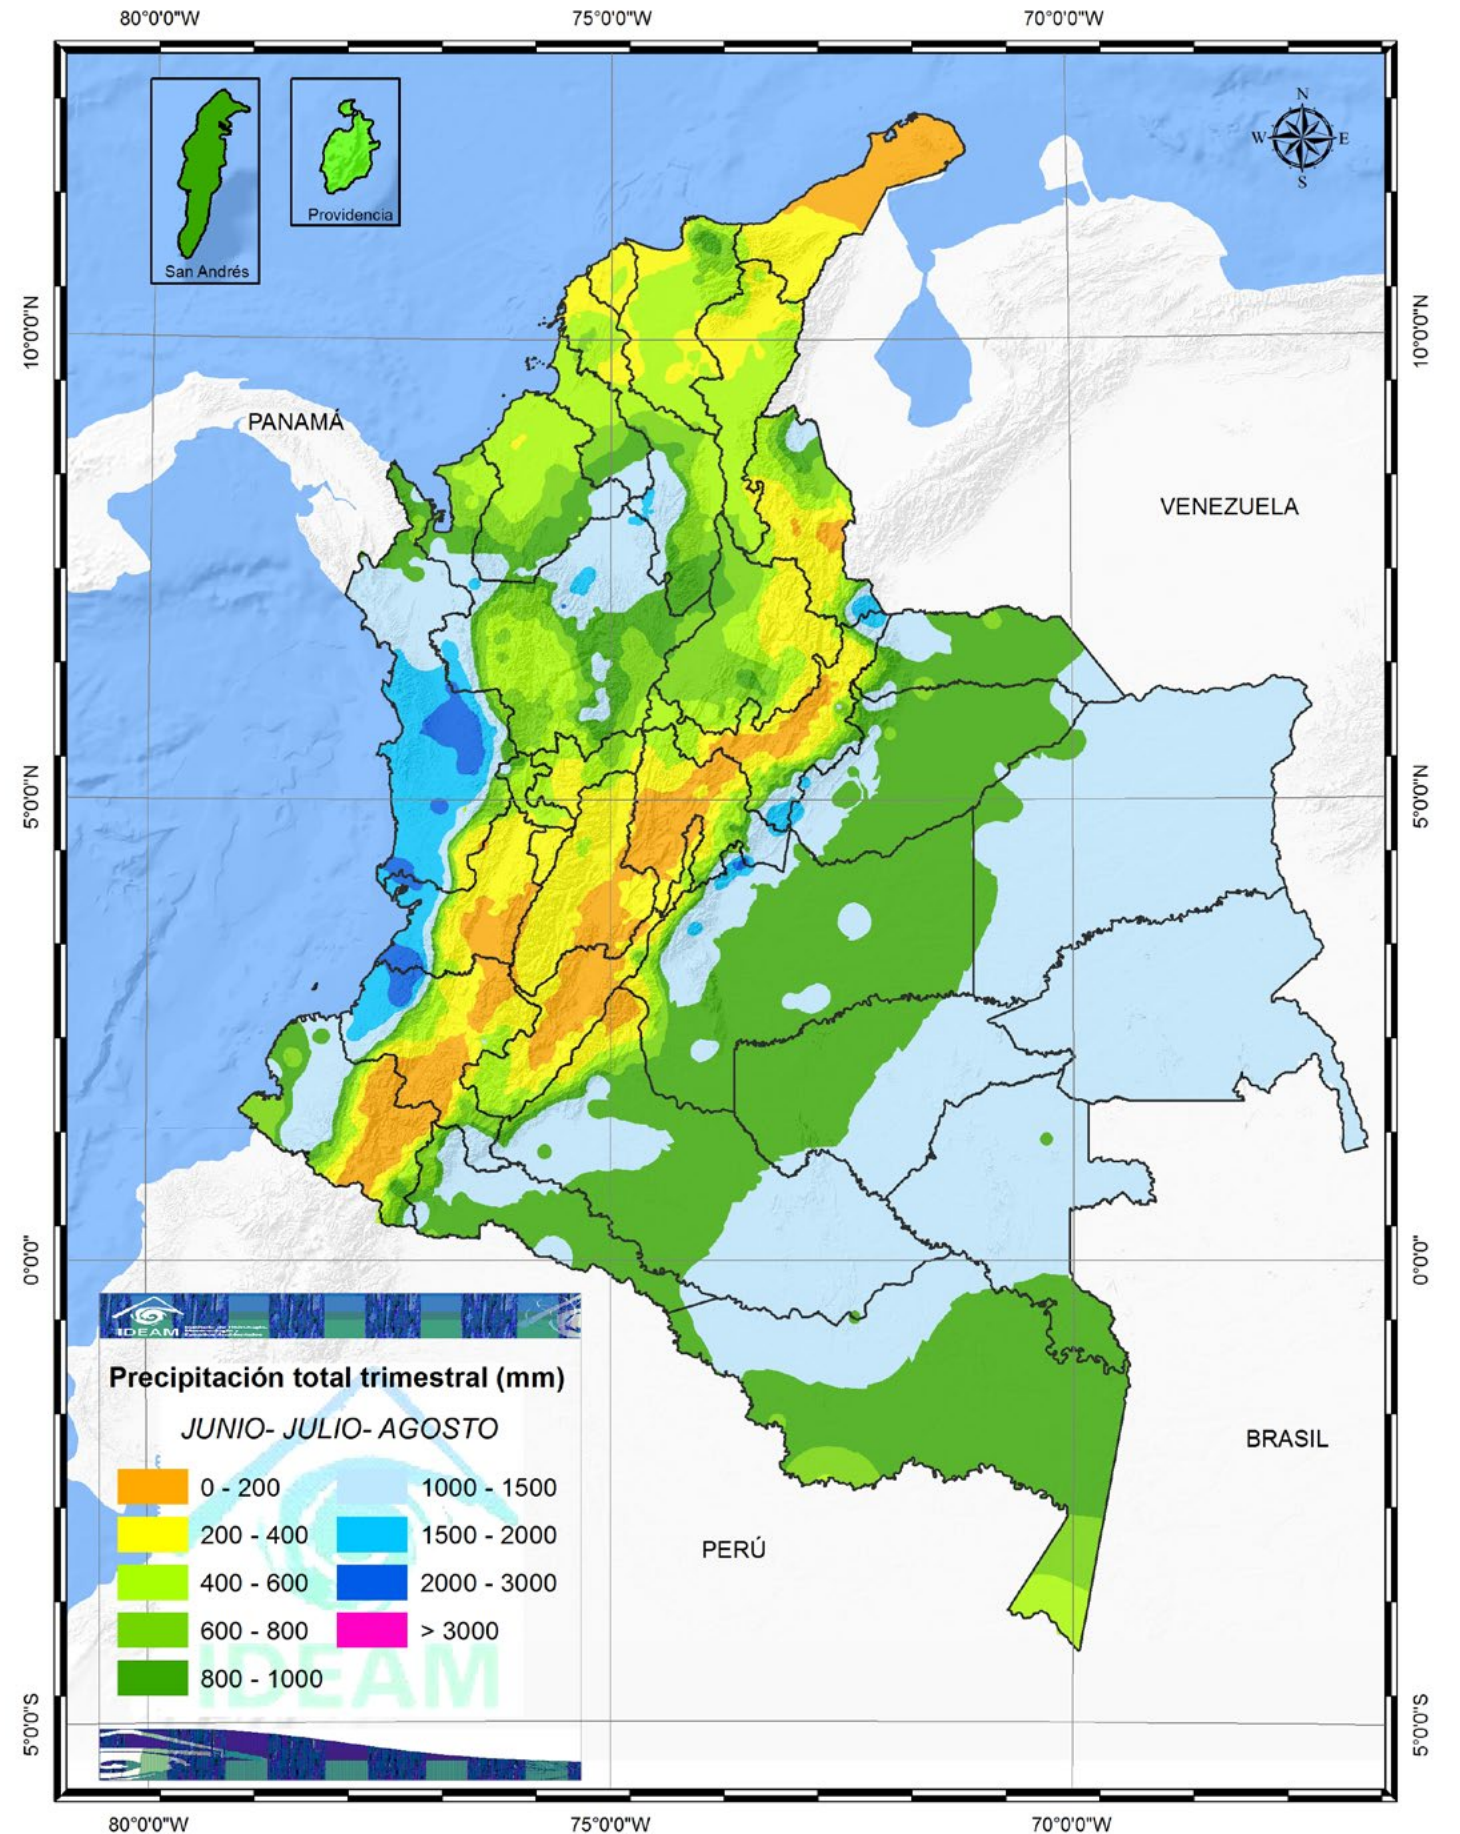 80°0'0"W 75°0'0"W 70°0'0"W
N
W E
S
Providencia
San Andrés
10°0'0"N 10°0'0"N
PANAMÁ
VENEZUELA
5°0'0"N 5°0'0"N
0°0'0" 0°0'0"
IDEAM
Precipitación total trimestral (mm)
JUNIO- JULIO- AGOSTO
0 - 200 1000 - 1500
200 - 400 1500 - 2000
400 - 600 2000 - 3000
600 - 800 > 3000
800 - 1000
IDEAM
BRASIL
PERÚ
5°0'0"S 5°0'0"S
80°0'0"W 75°0'0"W 70°0'0"W